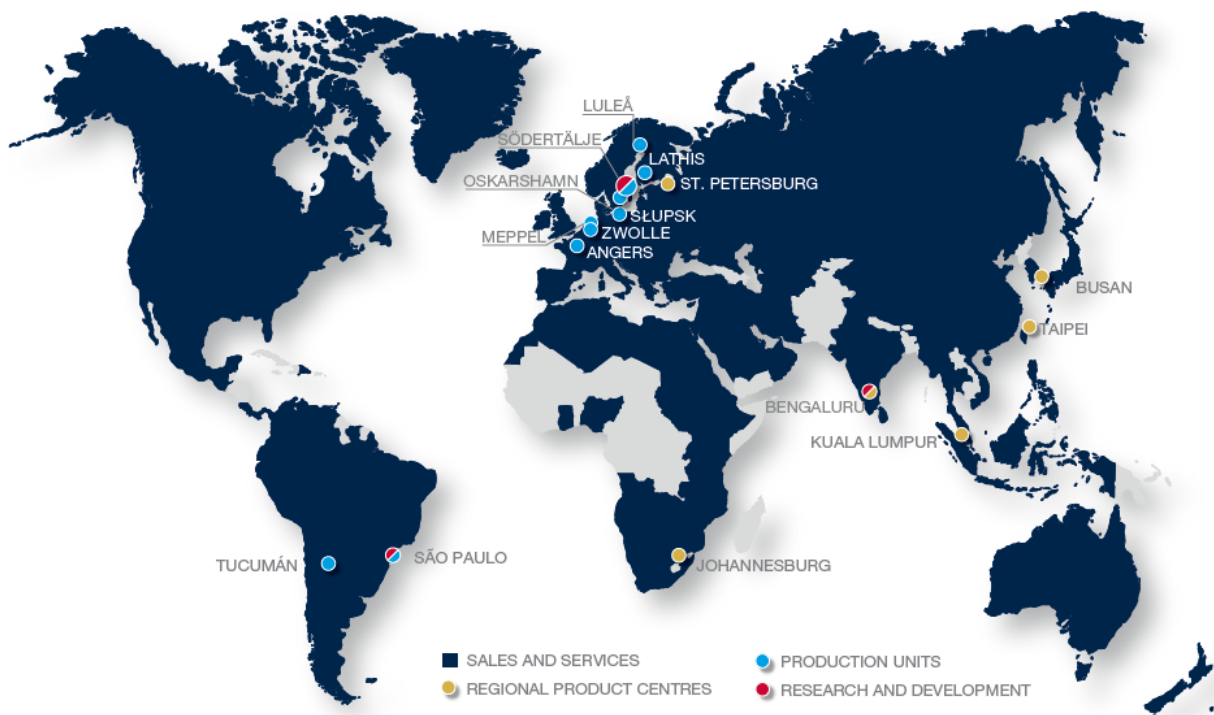 LULEÅ
SÖDERTÄLJE
LATHIS
OSKARSHAMN
ST. PETERSBURG
SŁUPSK
MEPPEL
ZWOLLE
ANGERS
BUSAN
TAIPEI
BENGALURU
KUALA LUMPUR
TUCUMÁN
SÃO PAULO
JOHANNESBURG
SALES AND SERVICES
PRODUCTION UNITS
REGIONAL PRODUCT CENTRES
RESEARCH AND DEVELOPMENT